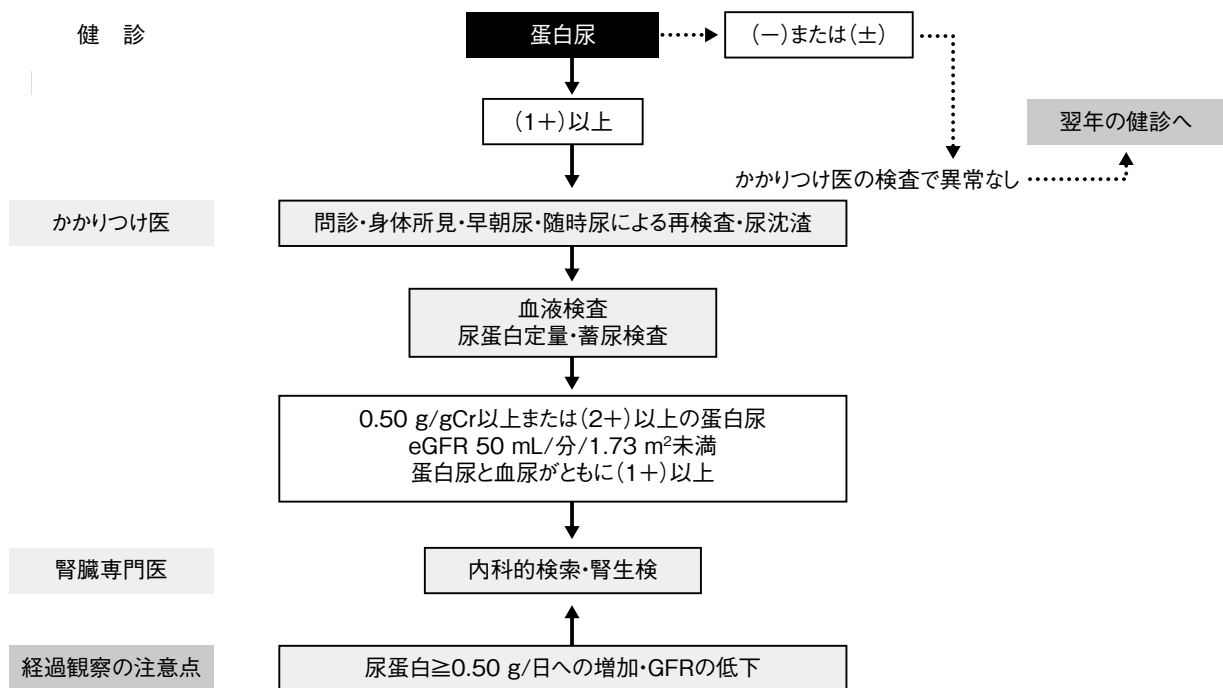 健　診
蛋白尿
(－)または(±)
(1＋)以上
翌年の健診へ
かかりつけ医の検査で異常なし
かかりつけ医
問診・身体所見・早朝尿・随時尿による再検査・尿沈渣
血液検査
尿蛋白定量・蓄尿検査
0.50 g/gCr以上または(2＋)以上の蛋白尿
eGFR 50 mL/分/1.73 m²未満
蛋白尿と血尿がともに(1＋)以上
腎臓専門医
内科的検索・腎生検
経過観察の注意点
尿蛋白≧0.50 g/日への増加・GFRの低下